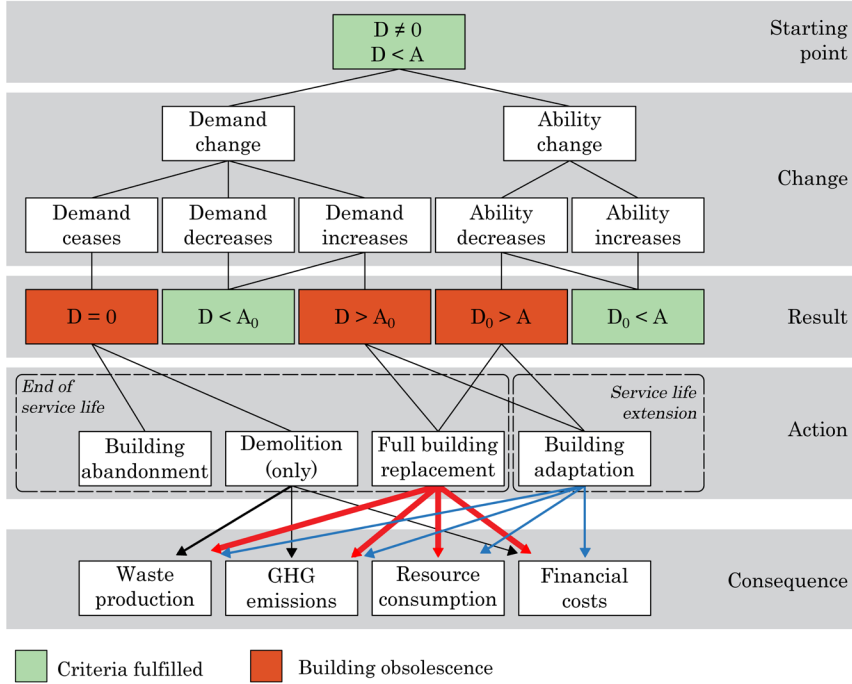 D ≠ 0
D < A
Starting
point
Demand
change
Ability
change
Change
Demand
ceases
Demand
decreases
Demand
increases
Ability
decreases
Ability
increases
D = 0
D < A₀
D > A₀
D₀ > A
D₀ < A
Result
End of
service life
Service life
extension
Building
abandonment
Demolition
(only)
Full building
replacement
Building
adaptation
Action
Waste
production
GHG
emissions
Resource
consumption
Financial
costs
Consequence
Criteria fulfilled
Building obsolescence